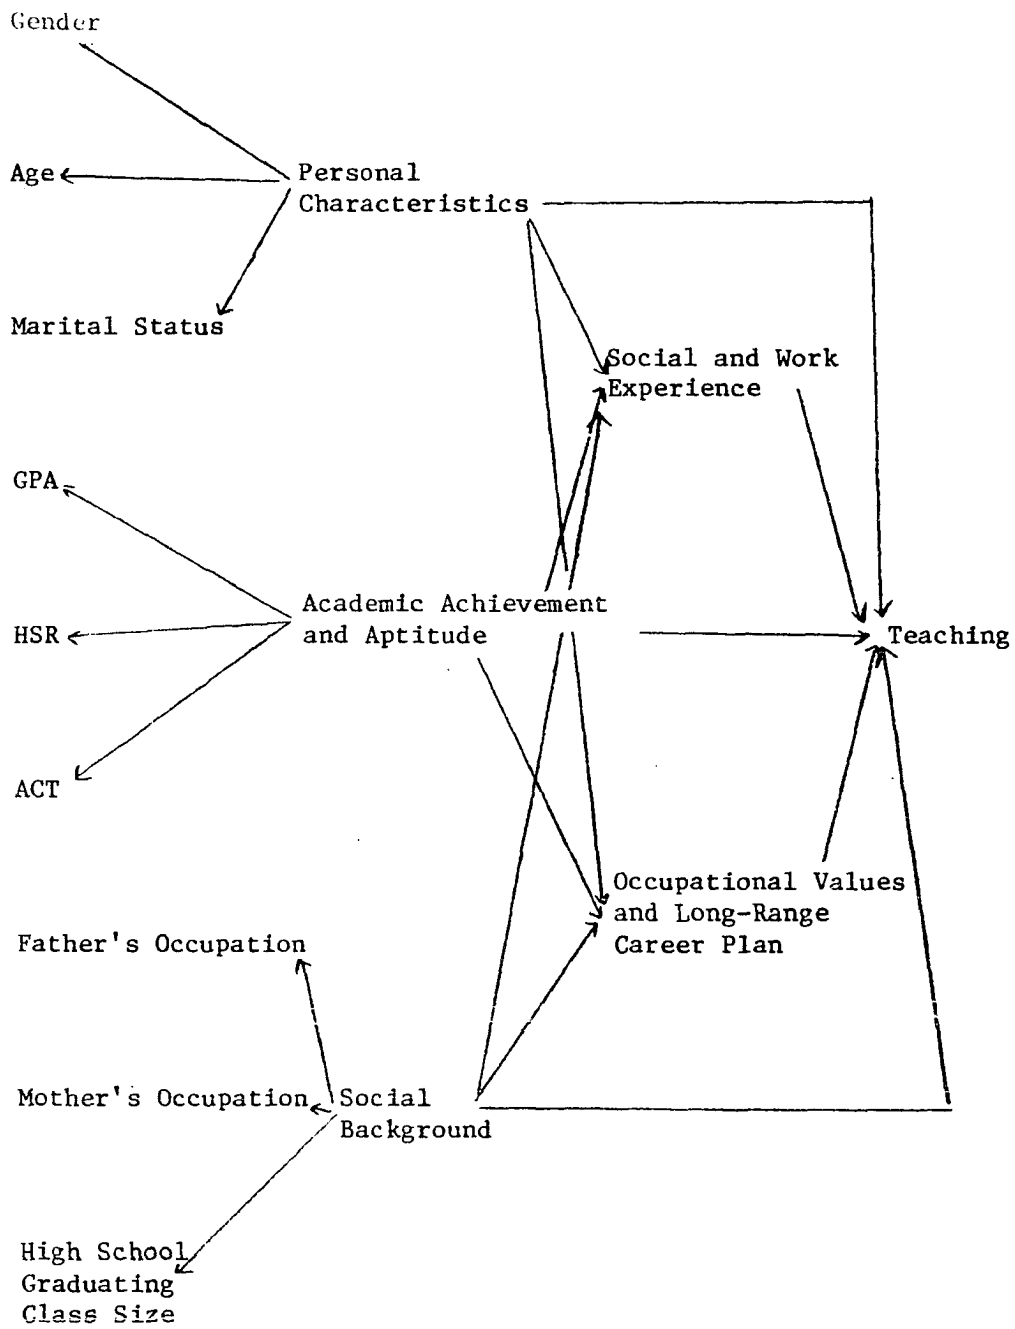 Gender
Age
Personal
Characteristics
Marital Status
Social and Work
Experience
GPA
Academic Achievement
and Aptitude
HSR
Teaching
ACT
Occupational Values
and Long-Range
Career Plan
Father's Occupation
Mother's Occupation
Social
Background
High School
Graduating
Class Size